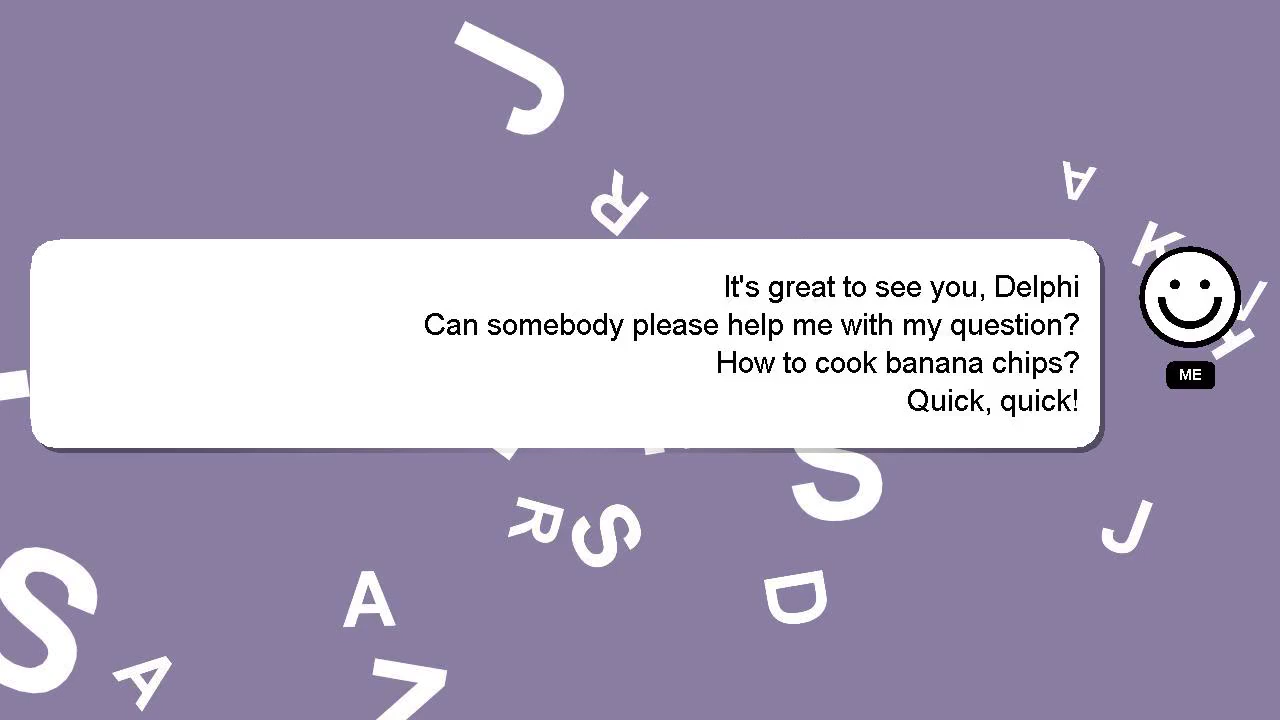 It's great to see you, Delphi
Can somebody please help me with my question?
How to cook banana chips?
Quick, quick!
ME
J
R
A
K
S
R
S
J
D
S
A
A
Z